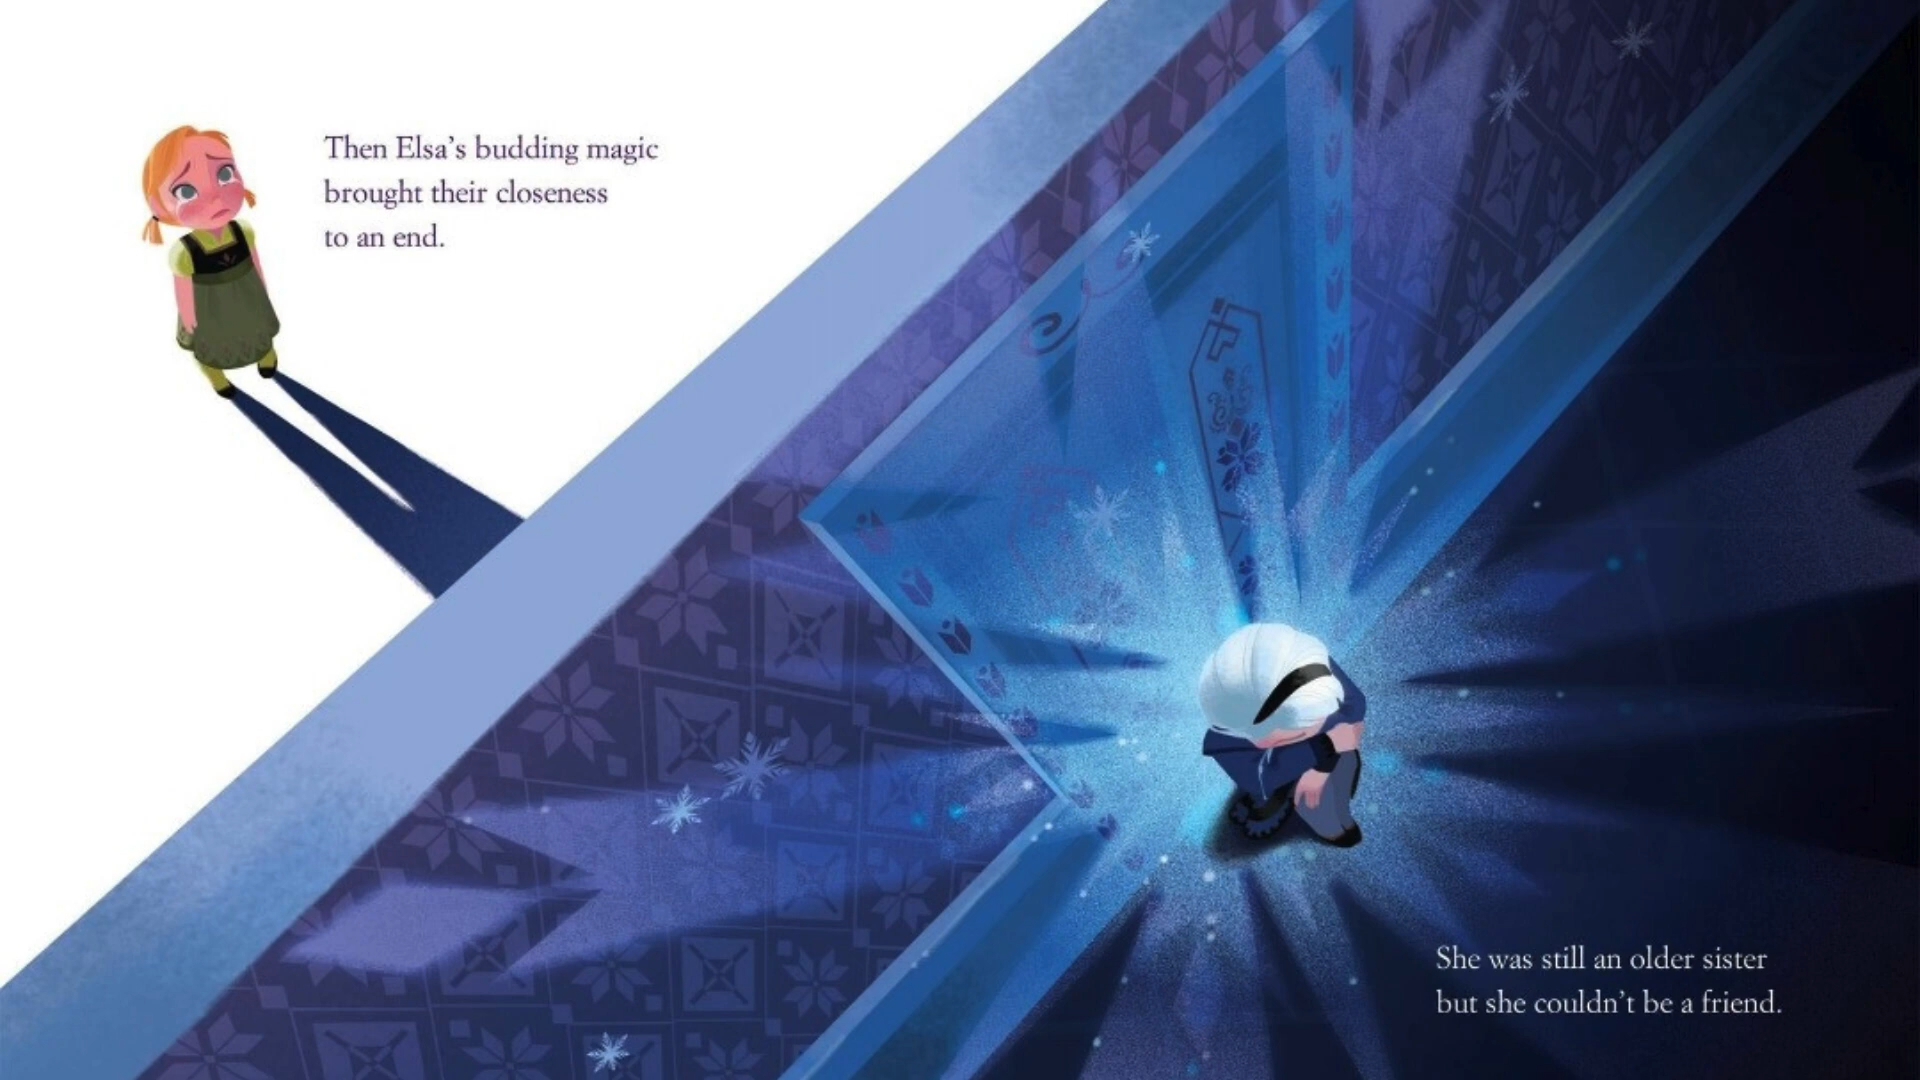 Then Elsa’s budding magic
brought their closeness
to an end.
She was still an older sister
but she couldn’t be a friend.